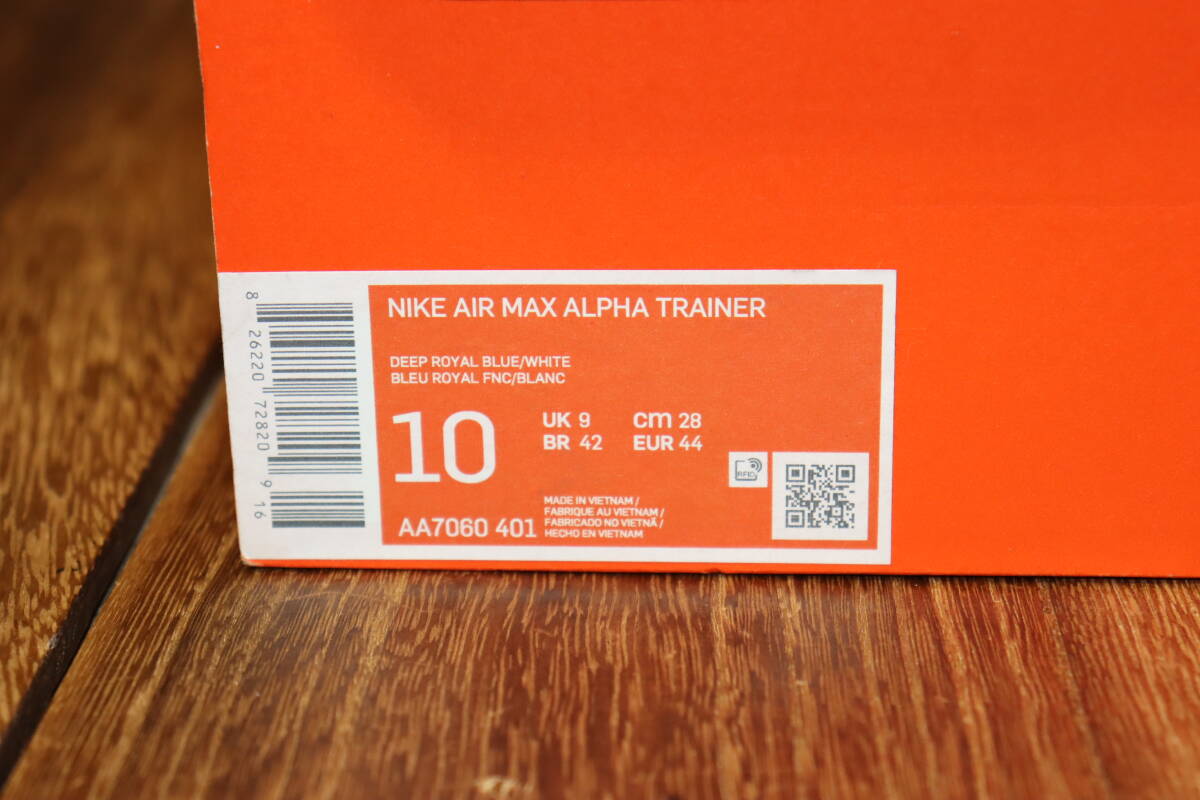 NIKE AIR MAX ALPHA TRAINER
DEEP ROYAL BLUE/WHITE
BLEU ROYAL FNC/BLANC
10
UK 9 cm 28
BR 42 EUR 44
RFID
AA7060 401
MADE IN VIETNAM /
FABRIQUE AU VIETNAM /
FABRICADO NO VIETNÃ /
HECHO EN VIETNAM
8 26220 72820 9 16